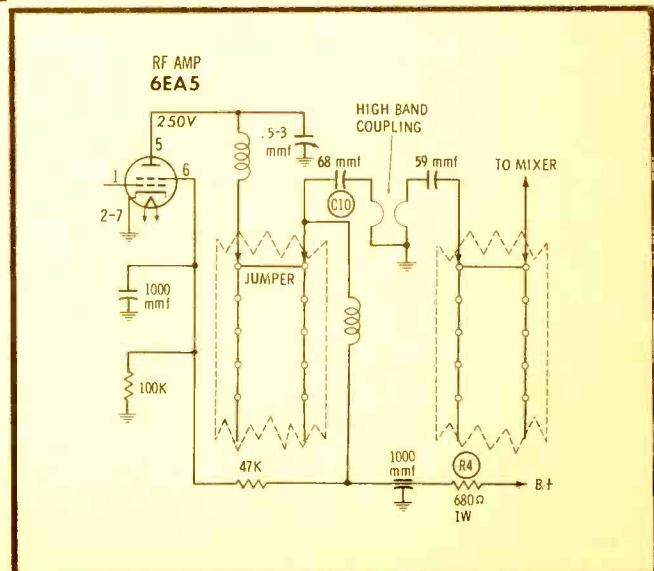 RF AMP
6EA5
250V
5
6
1
2-7
.5-3
mmf
HIGH BAND
COUPLING
68 mmf
59 mmf
C10
TO MIXER
JUMPER
1000
mmf
100K
47K
1000
mmf
R4
680Ω
1W
B+